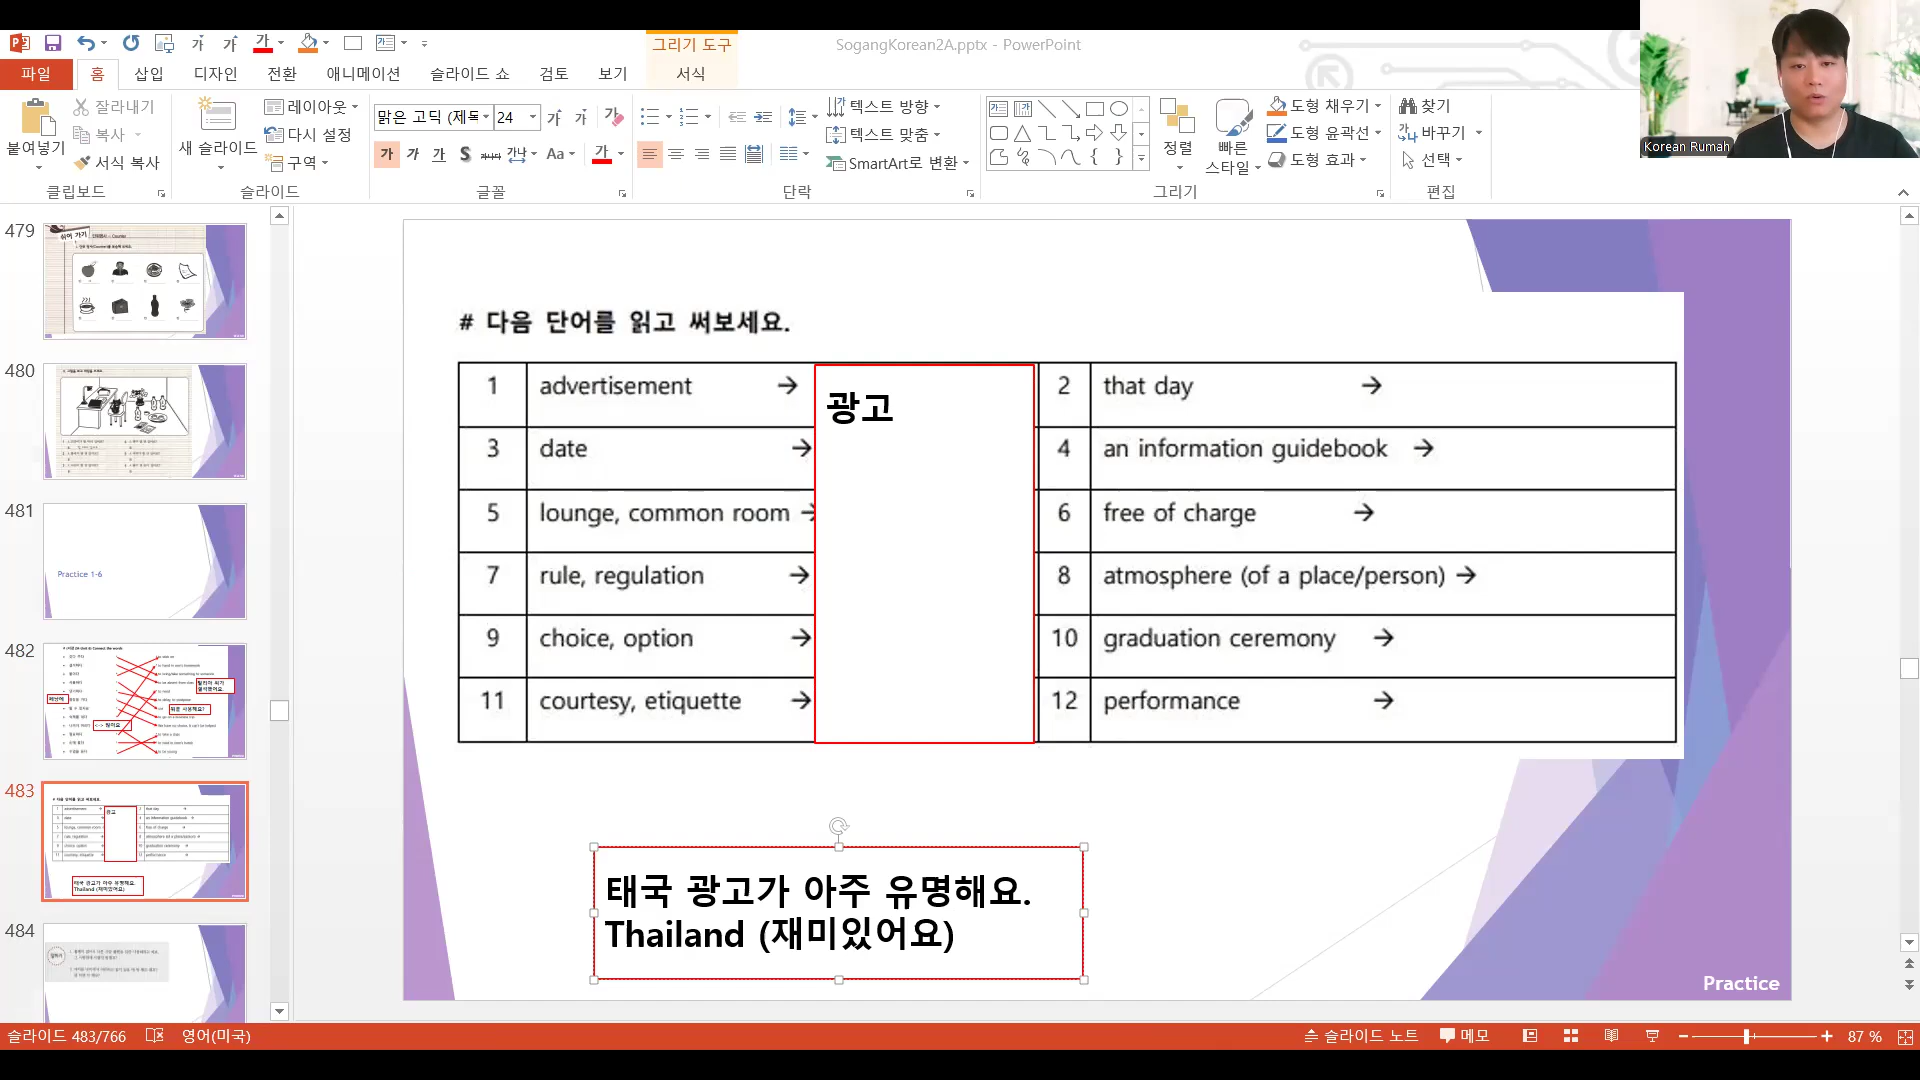 그리기 도구
SogangKorean2A.pptx - PowerPoint
파일 홈 삽입 디자인 전환 애니메이션 슬라이드 쇼 검토 보기 서식
붙여넣기
잘라내기
복사
서식 복사
클립보드
새 슬라이드
레이아웃
다시 설정
구역
슬라이드
맑은 고딕 (제목
24
글꼴
텍스트 방향
텍스트 맞춤
SmartArt로 변환
단락
정렬
빠른
스타일
도형 채우기
도형 윤곽선
도형 효과
그리기
찾기
바꾸기
선택
편집
Korean Rumah
479
480
481
Practice 1-6
482
483
484
# 다음 단어를 읽고 써보세요.
1 advertisement → 광고 2 that day →
3 date → 4 an information guidebook →
5 lounge, common room → 6 free of charge →
7 rule, regulation → 8 atmosphere (of a place/person) →
9 choice, option → 10 graduation ceremony →
11 courtesy, etiquette → 12 performance →
태국 광고가 아주 유명해요.
Thailand (재미있어요)
Practice
슬라이드 483/766 영어(미국) 슬라이드 노트 메모 87 %